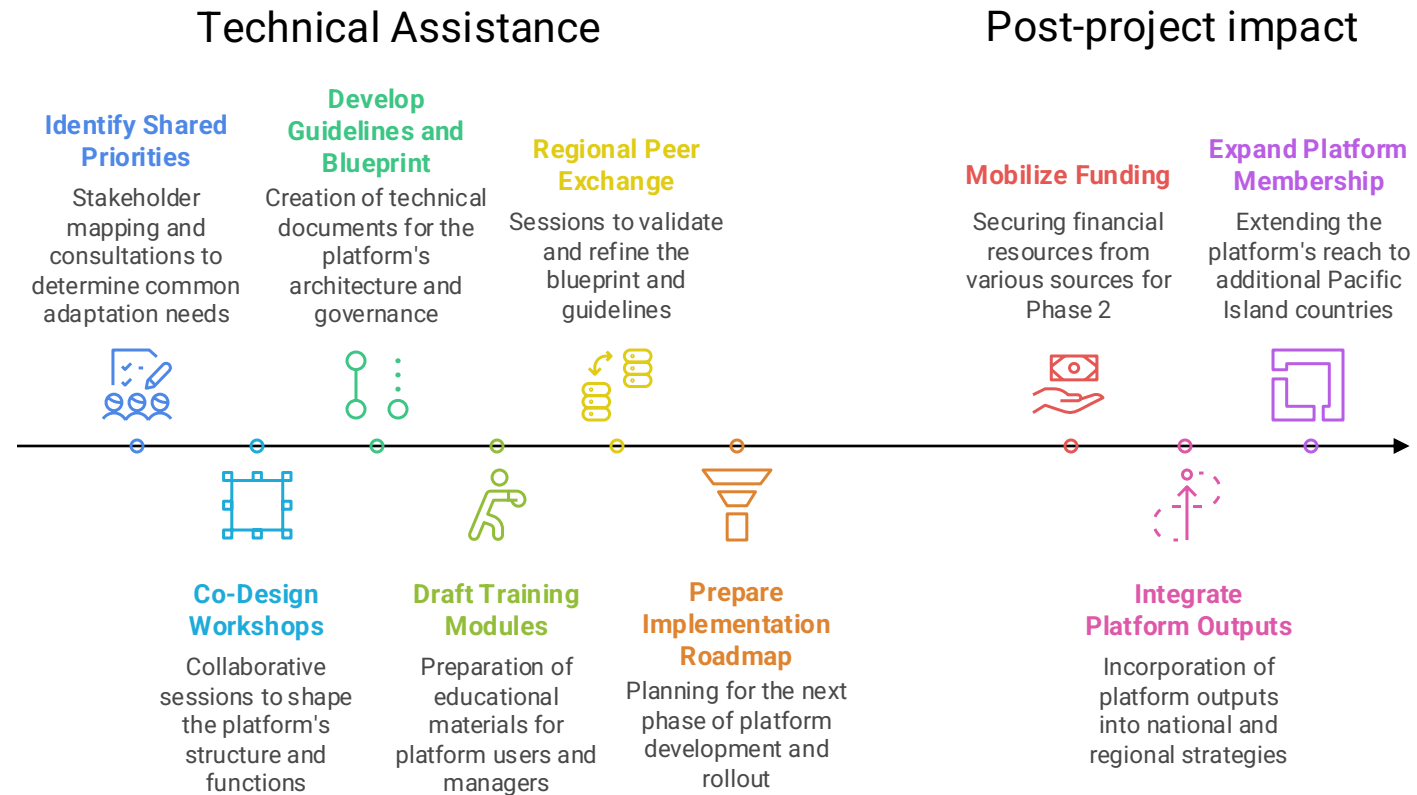 Technical Assistance
Post-project impact
Identify Shared
Priorities
Stakeholder
mapping and
consultations to
determine common
adaptation needs
Develop
Guidelines and
Blueprint
Creation of technical
documents for the
platform's
architecture and
governance
Regional Peer
Exchange
Sessions to validate
and refine the
blueprint and
guidelines
Mobilize Funding
Securing financial
resources from
various sources for
Phase 2
Expand Platform
Membership
Extending the
platform's reach to
additional Pacific
Island countries
Co-Design
Workshops
Collaborative
sessions to shape
the platform's
structure and
functions
Draft Training
Modules
Preparation of
educational
materials for
platform users and
managers
Prepare
Implementation
Roadmap
Planning for the next
phase of platform
development and
rollout
Integrate
Platform Outputs
Incorporation of
platform outputs
into national and
regional strategies